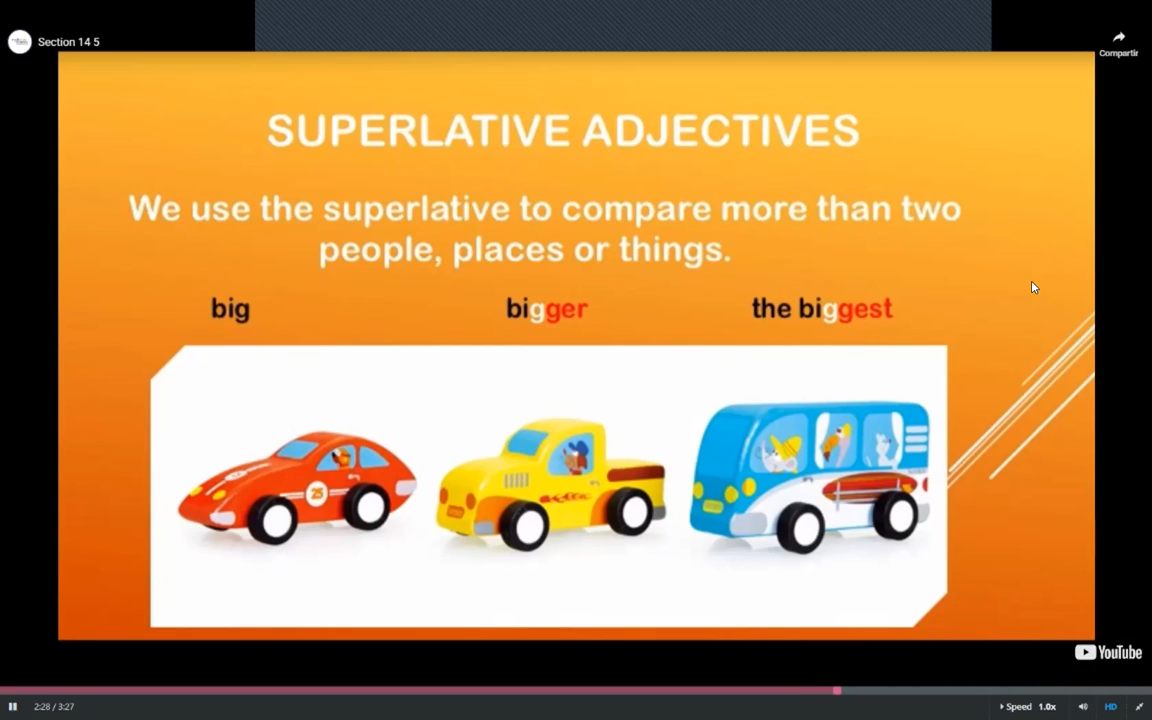 Section 14 5
Compartir
SUPERLATIVE ADJECTIVES
We use the superlative to compare more than two
people, places or things.
big bigger the biggest
25
YouTube
2:28 / 3:27 Speed 1.0x HD